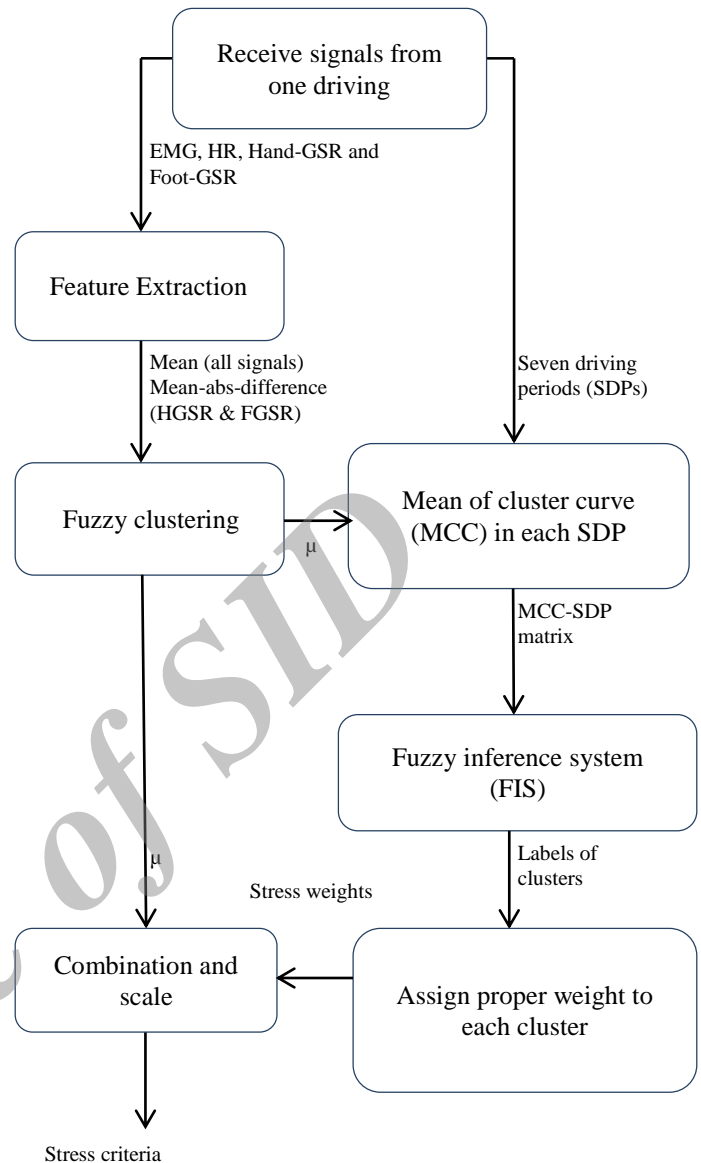 Receive signals from
one driving
EMG, HR, Hand-GSR and
Foot-GSR
Feature Extraction
Mean (all signals)
Mean-abs-difference
(HGSR & FGSR)
Seven driving
periods (SDPs)
Fuzzy clustering
μ
Mean of cluster curve
(MCC) in each SDP
MCC-SDP
matrix
Fuzzy inference system
(FIS)
Labels of
clusters
μ
Stress weights
Combination and
scale
Assign proper weight to
each cluster
Stress criteria
of SID